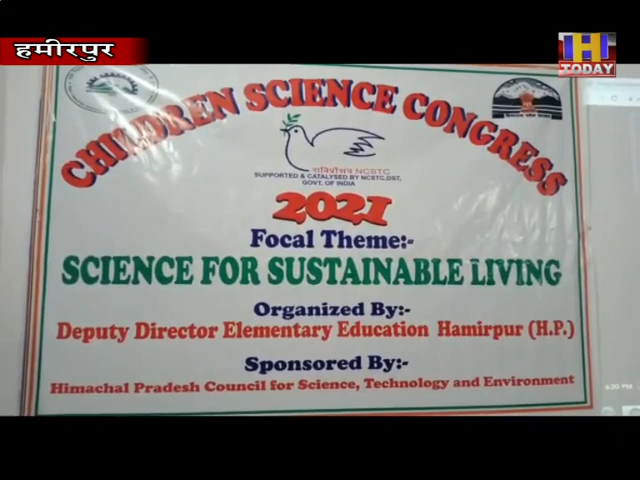 हमीरपुर
H
TODAY
CHILDREN SCIENCE CONGRESS
राविप्रौसंप NCSTC
SUPPORTED & CATALYSED BY NCSTC,DST,
GOVT. OF INDIA
2021
Focal Theme:-
SCIENCE FOR SUSTAINABLE LIVING
Organized By:-
Deputy Director Elementary Education Hamirpur (H.P.)
Sponsored By:-
Himachal Pradesh Council for Science, Technology and Environment